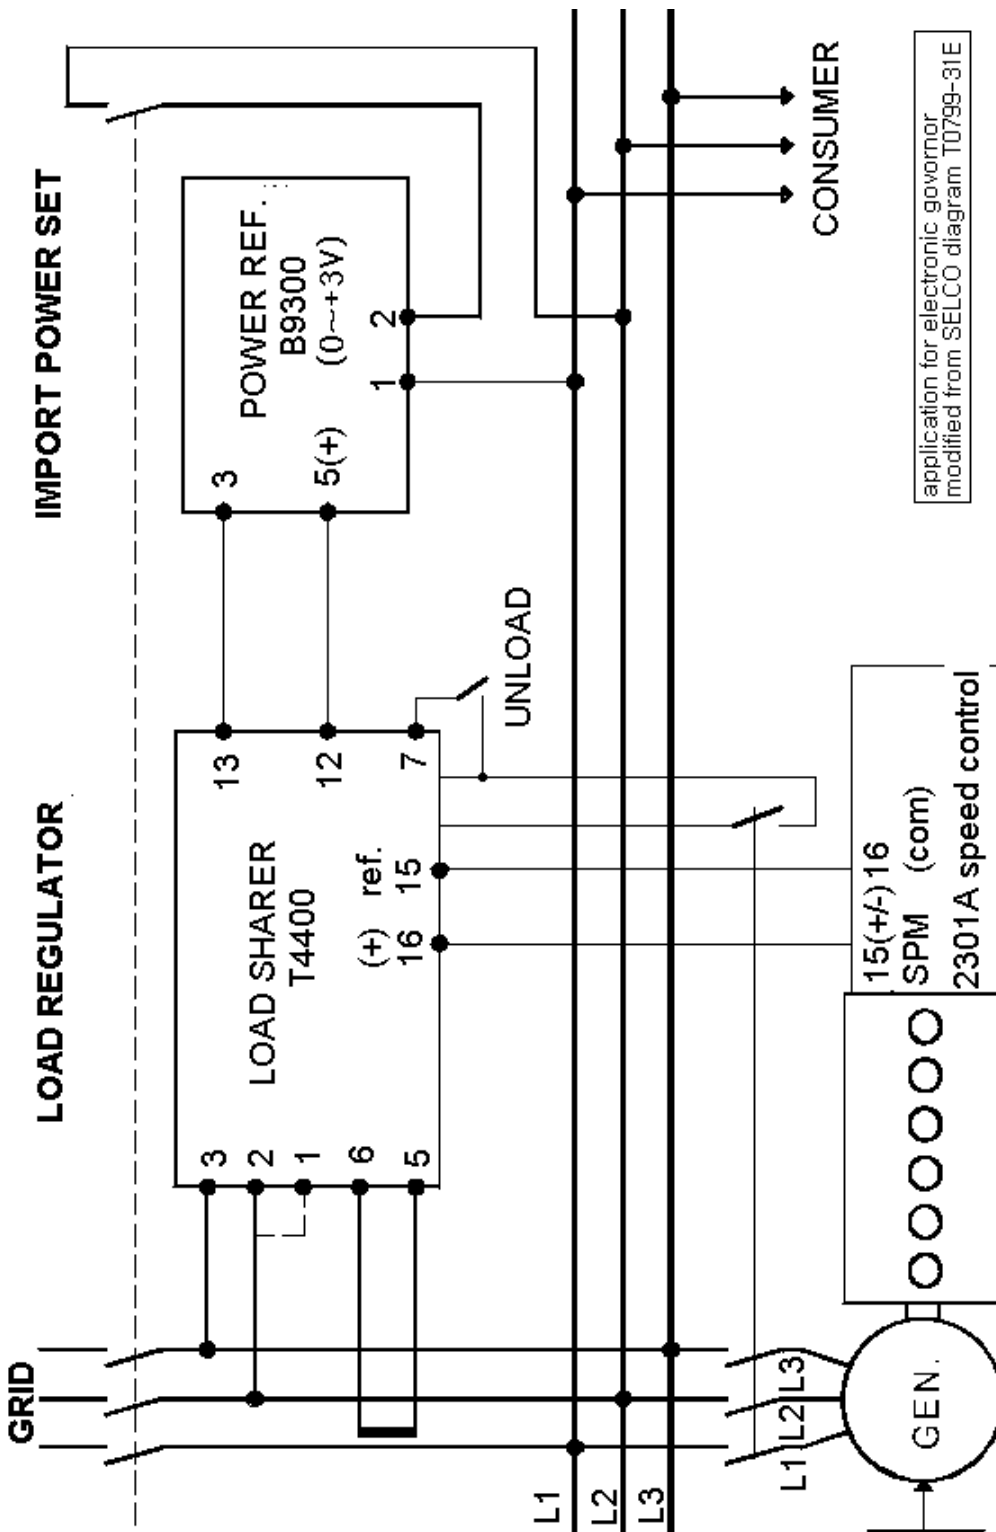 IMPORT POWER SET
LOAD REGULATOR
GRID
POWER REF.
B9300
(0~+3V)
3
5(+)
1
2
LOAD SHARER
T4400
13
12
7
(+) ref.
16 15
3
2
1
6
5
UNLOAD
CONSUMER
L1
L2
L3
L1 L2 L3
GEN.
15(+/-) 16
SPM (com)
2301A speed control
application for electronic governor
modified from SELCO diagram T0799-31E